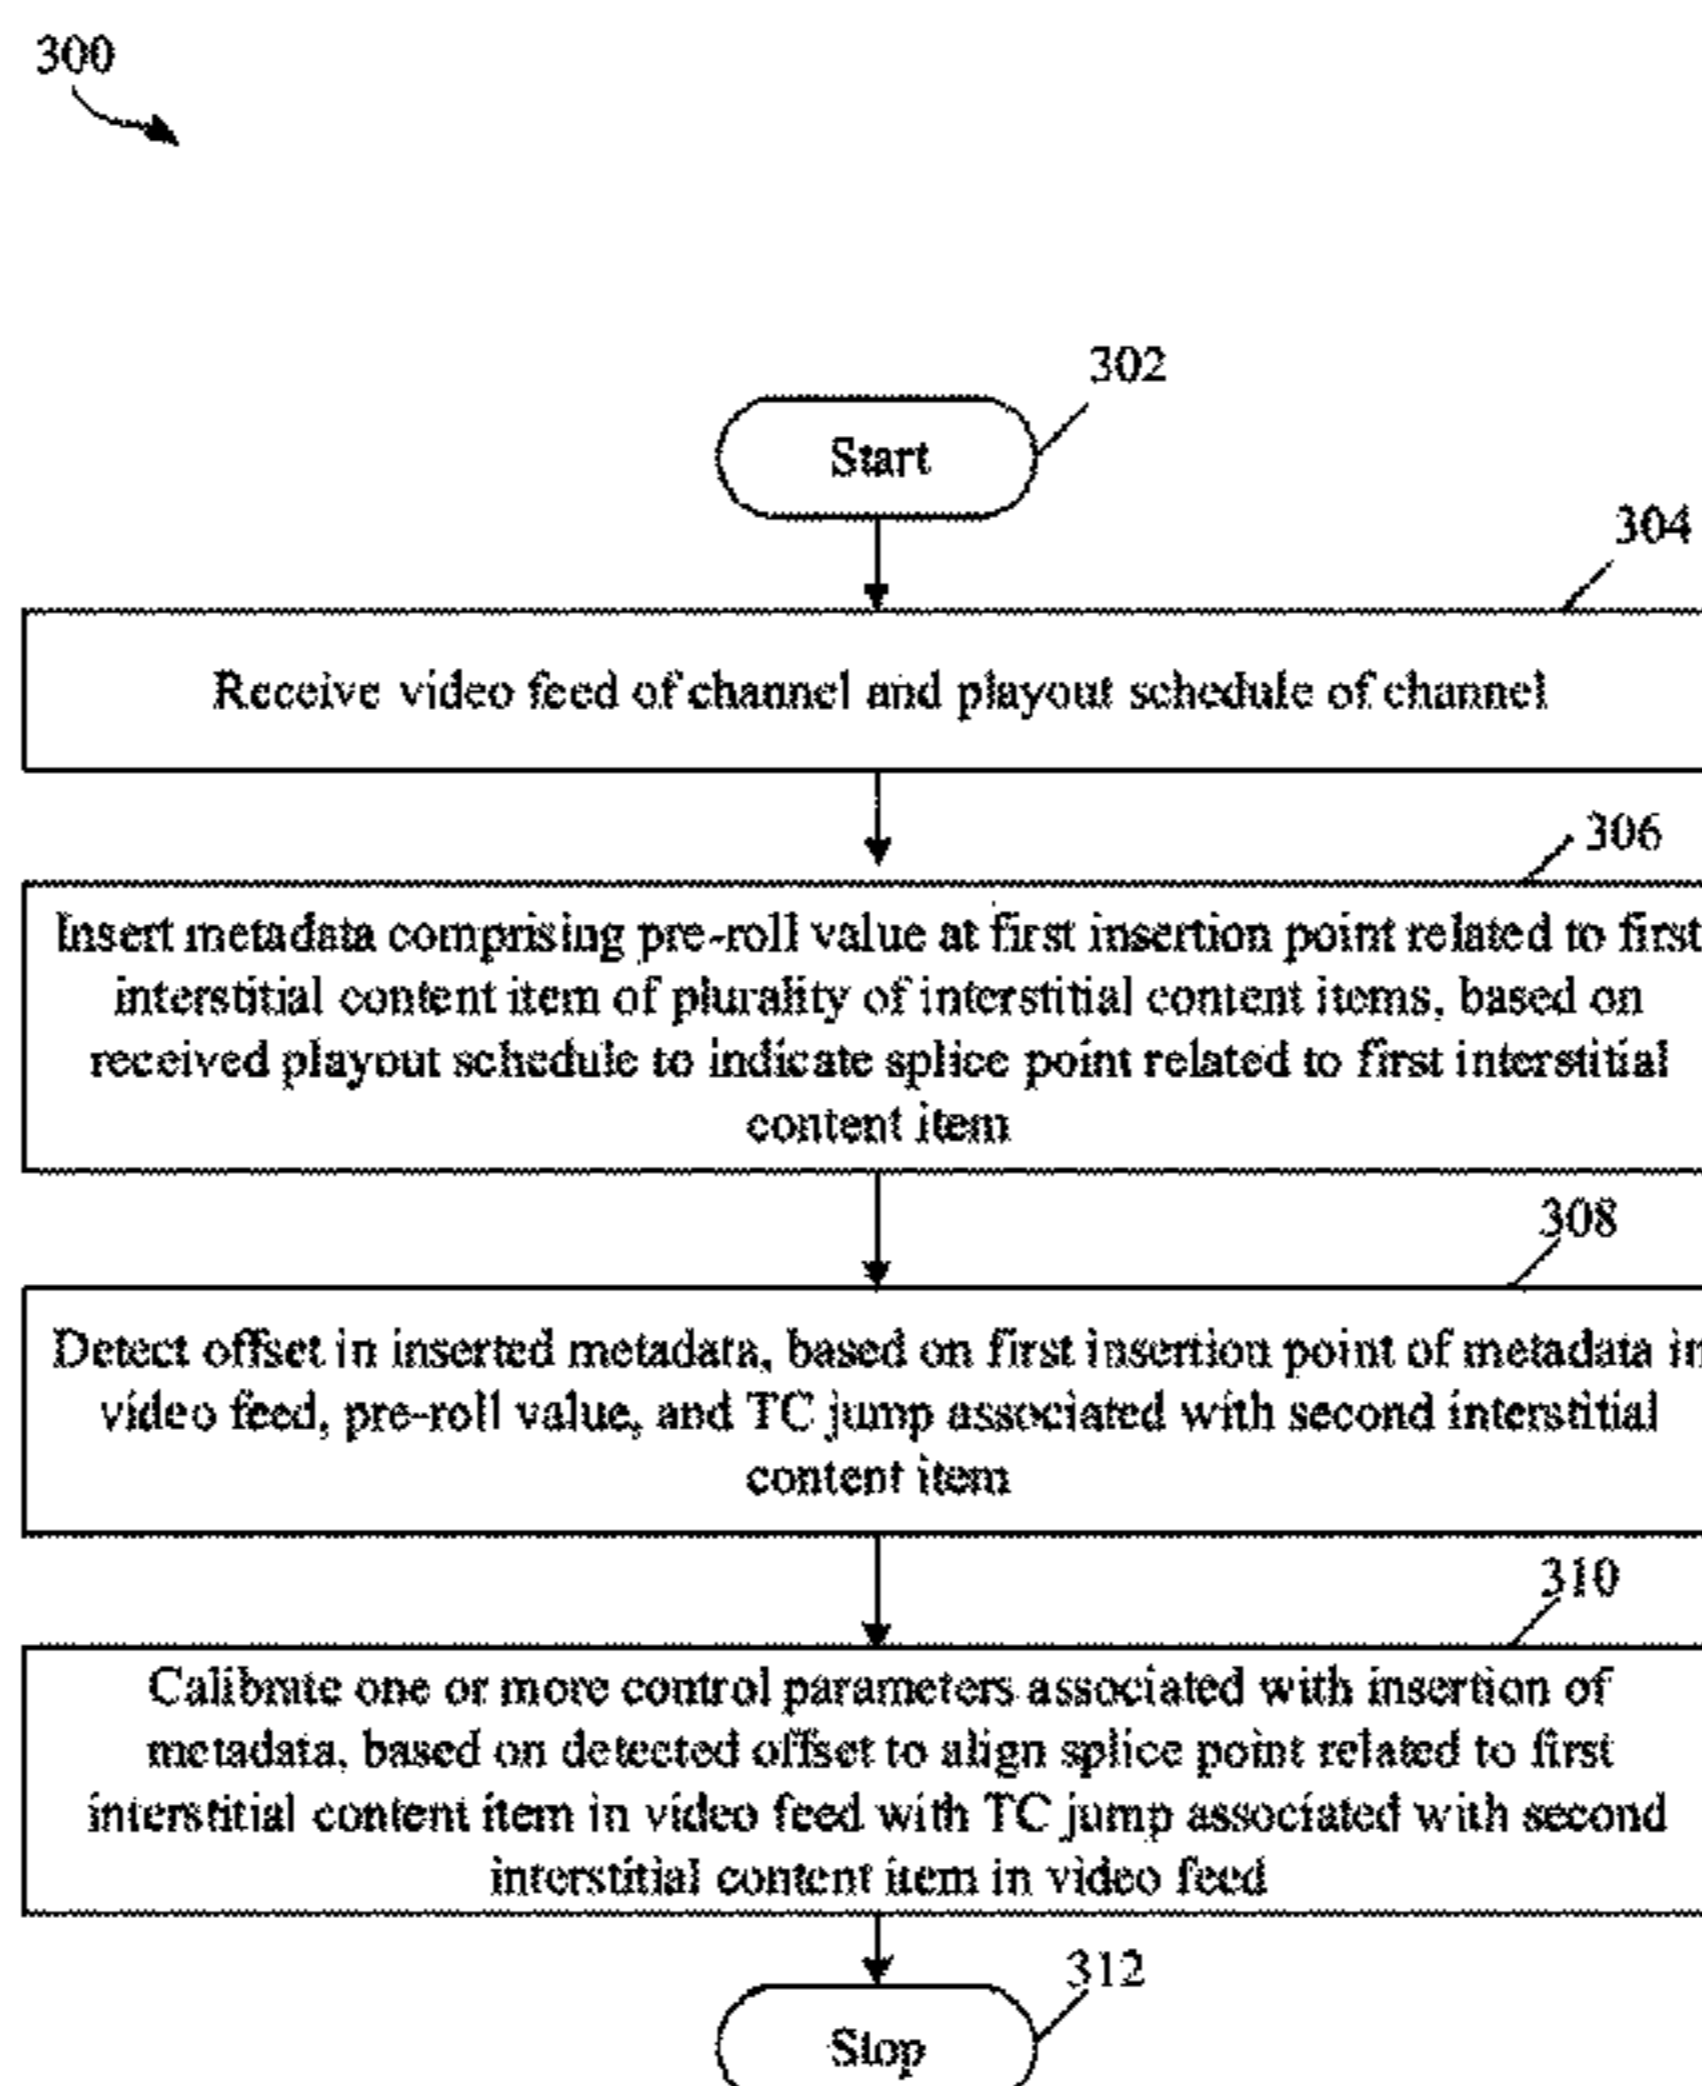 300
302
Start
304
Receive video feed of channel and playout schedule of channel
306
Insert metadata comprising pre-roll value at first insertion point related to first
interstitial content item of plurality of interstitial content items, based on
received playout schedule to indicate splice point related to first interstitial
content item
308
Detect offset in inserted metadata, based on first insertion point of metadata in
video feed, pre-roll value, and TC jump associated with second interstitial
content item
310
Calibrate one or more control parameters associated with insertion of
metadata, based on detected offset to align splice point related to first
interstitial content item in video feed with TC jump associated with second
interstitial content item in video feed
312
Stop